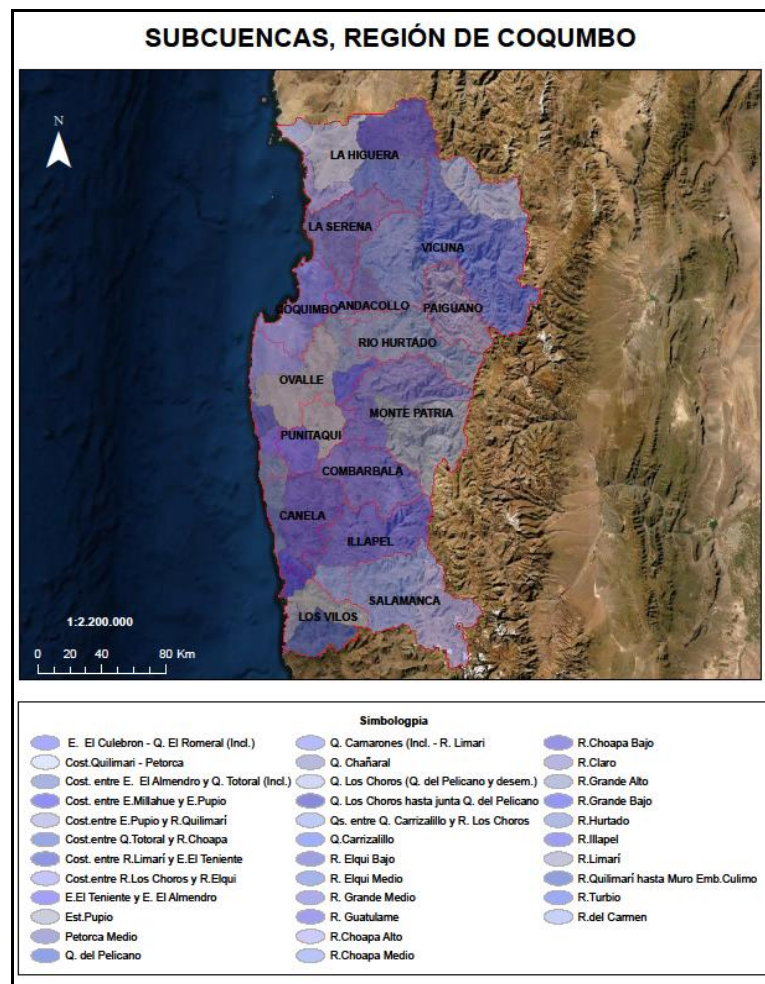 SUBCUENCAS, REGIÓN DE COQUMBO
N
LA HIGUERA
LA SERENA
VICUNA
COQUIMBO
ANDACOLLO
PAIGUANO
RIO HURTADO
OVALLE
MONTE PATRIA
PUNITAQUI
COMBARBALA
CANELA
ILLAPEL
SALAMANCA
LOS VILOS
1:2.200.000
0 20 40 80 Km
Simbologpia
E. El Culebron - Q. El Romeral (Incl.)
Cost.Quilimari - Petorca
Cost. entre E. El Almendro y Q. Totoral (Incl.)
Cost. entre E.Millahue y E.Pupio
Cost.entre E.Pupio y R.Quilimarí
Cost.entre Q.Totoral y R.Choapa
Cost. entre R.Limarí y E.El Teniente
Cost.entre R.Los Choros y R.Elqui
E.El Teniente y E. El Almendro
Est.Pupio
Petorca Medio
Q. del Pelicano
Q. Camarones (Incl. - R. Limari
Q. Chañaral
Q. Los Choros (Q. del Pelicano y desem.)
Q. Los Choros hasta junta Q. del Pelicano
Qs. entre Q. Carrizalillo y R. Los Choros
Q.Carrizalillo
R. Elqui Bajo
R. Elqui Medio
R. Grande Medio
R. Guatulame
R.Choapa Alto
R.Choapa Medio
R.Choapa Bajo
R.Claro
R.Grande Alto
R.Grande Bajo
R.Hurtado
R.Illapel
R.Limarí
R.Quilimarí hasta Muro Emb.Culimo
R.Turbio
R.del Carmen